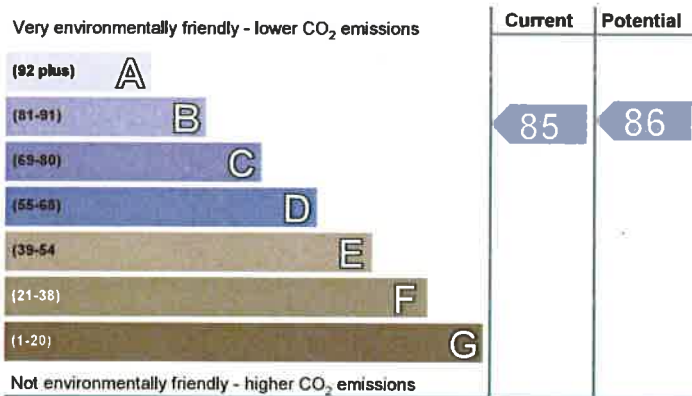 Very environmentally friendly - lower CO₂ emissions
Current
Potential
(92 plus) A
(81-91) B
85
86
(69-80) C
(55-68) D
(39-54 E
(21-38) F
(1-20) G
Not environmentally friendly - higher CO₂ emissions